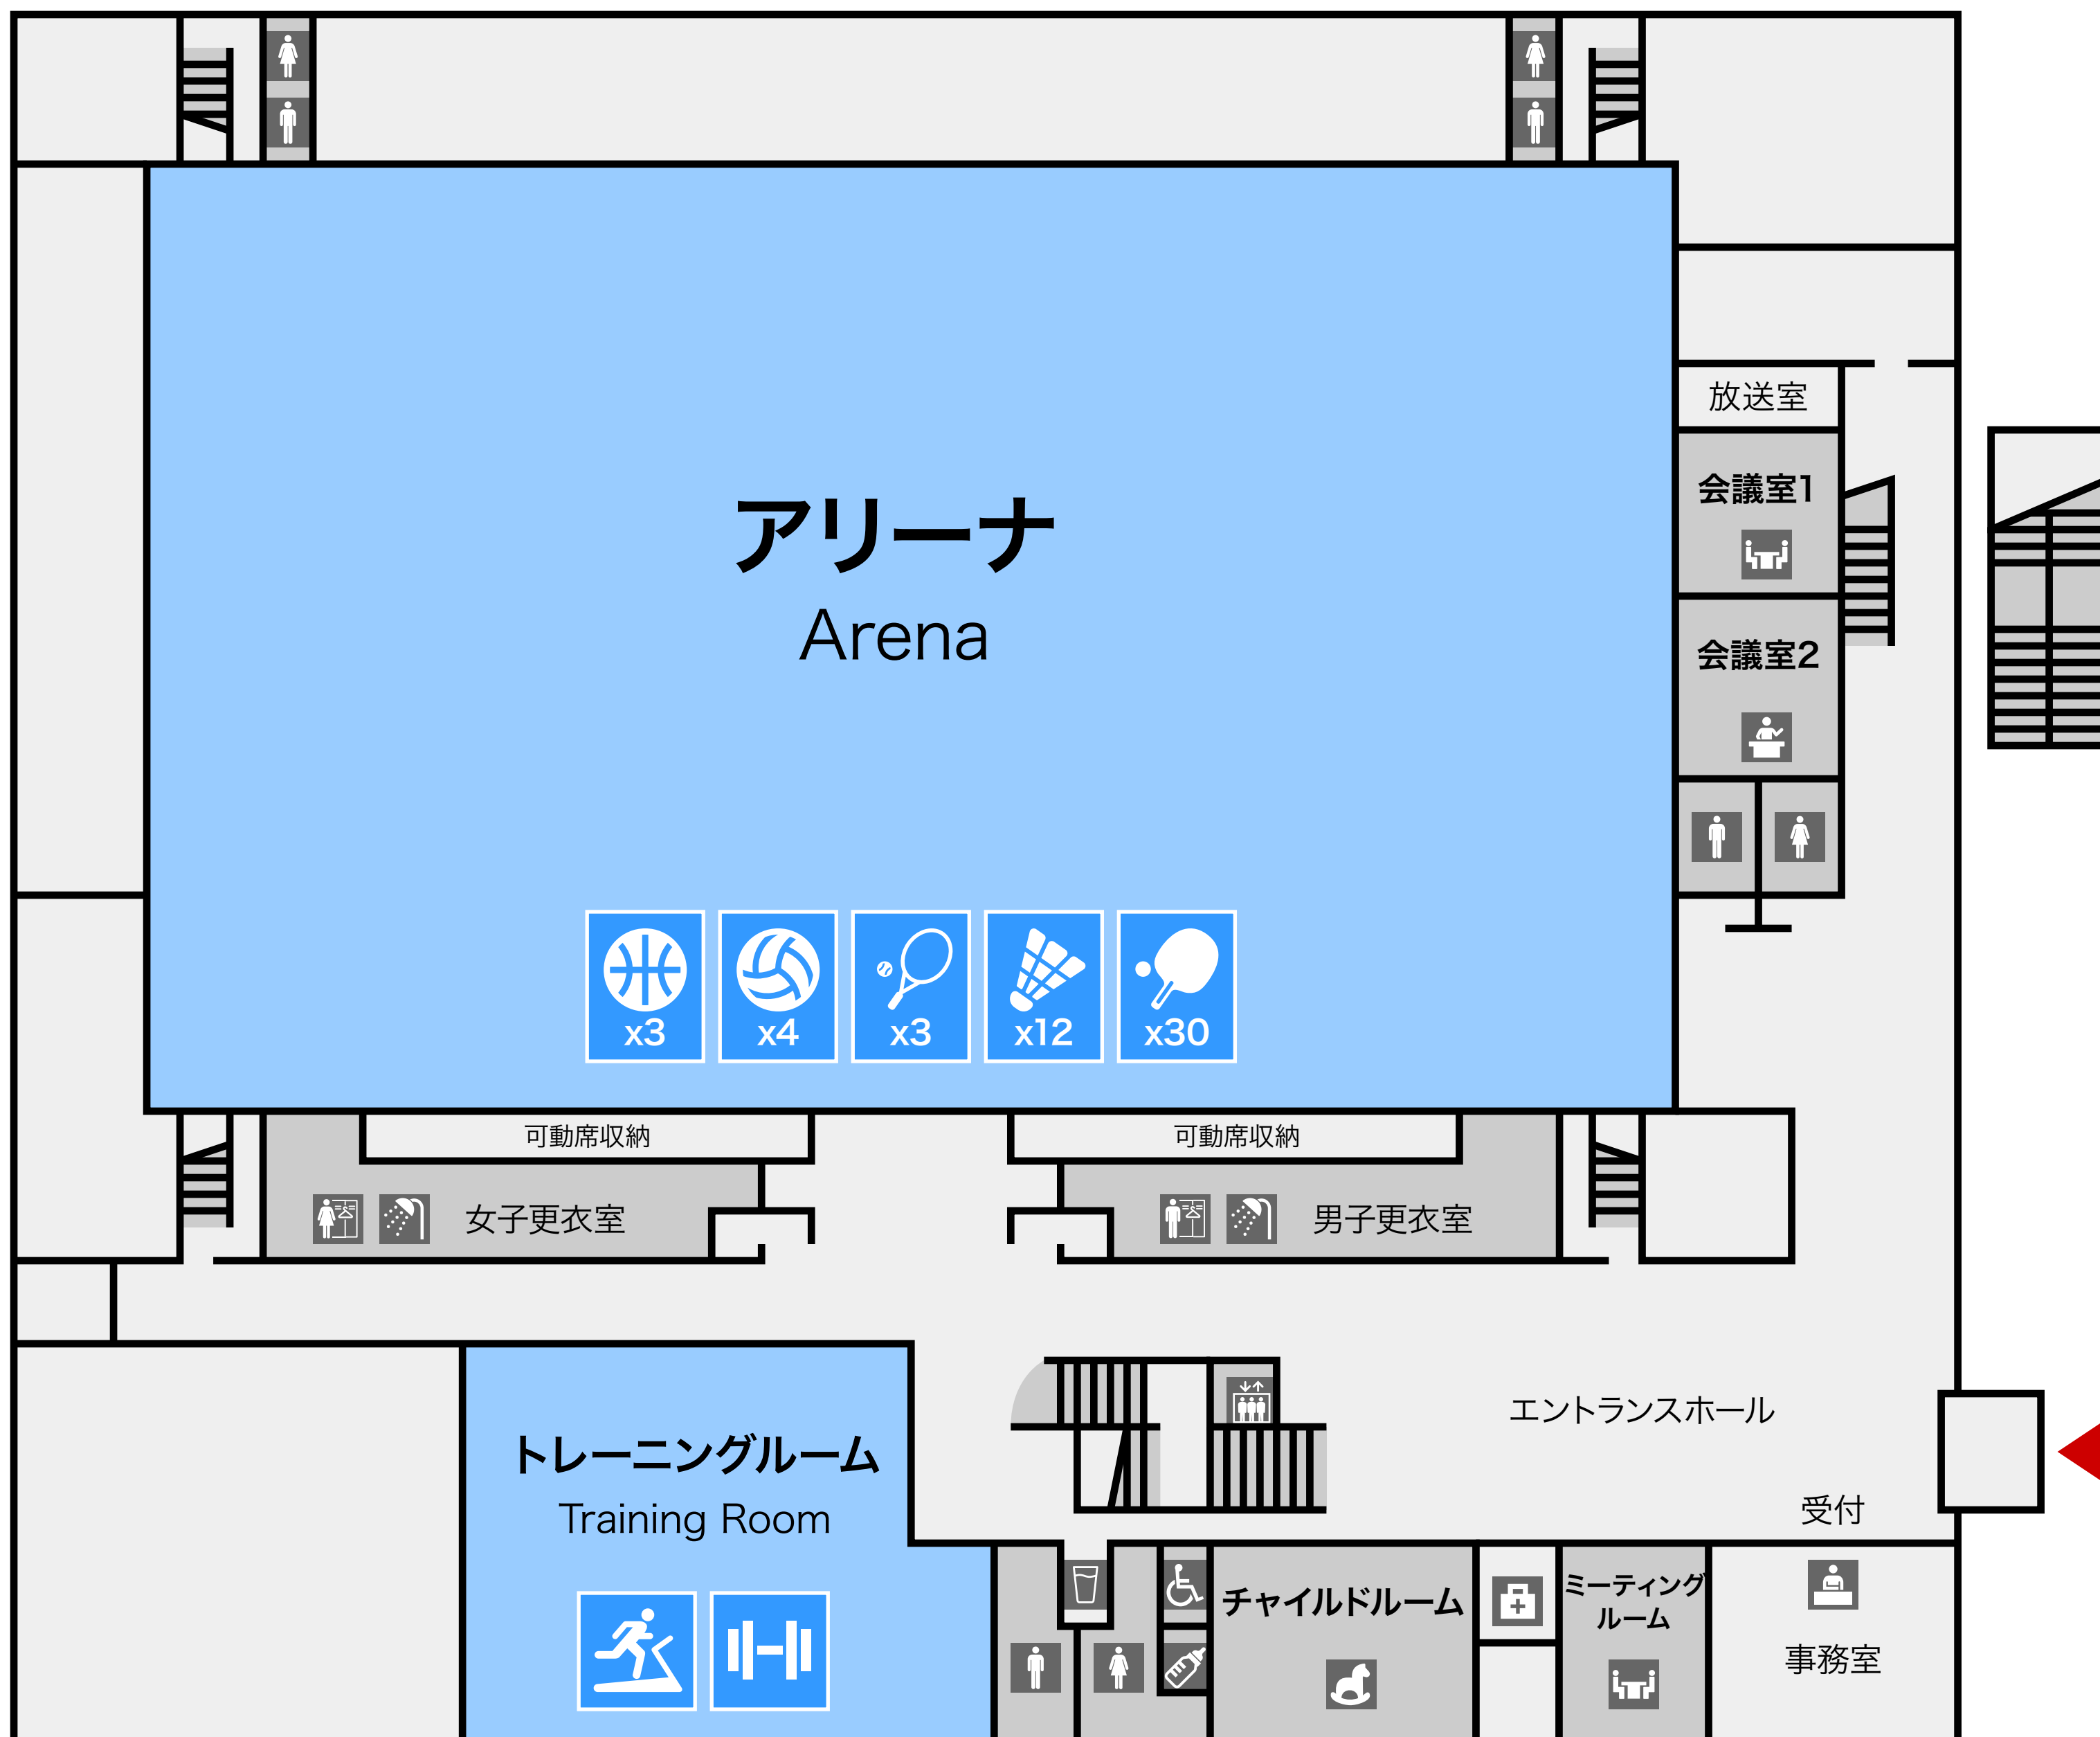 放送室
会議室1
会議室2
アリーナ
Arena
x3
x4
x3
x12
x30
可動席収納
可動席収納
女子更衣室
男子更衣室
エントランスホール
トレーニングルーム
Training Room
受付
チャイルドルーム
ミーティング
ルーム
事務室